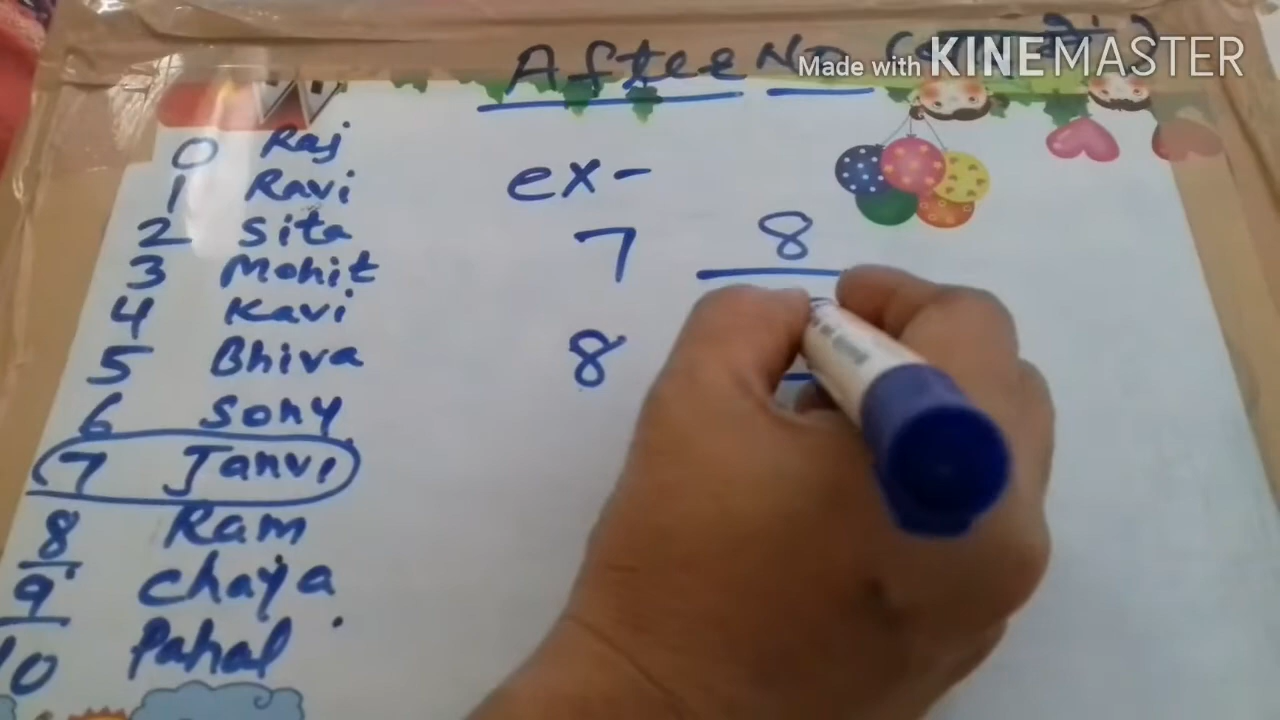 After No
Made with KINEMASTER
0 Raj
1 Ravi
2 Sita
3 Mohit
4 Kavi
5 Bhiva
6 Sony
7 Janvi
8 Ram
9 Chaya
10 Pahal
ex-
7 8
8